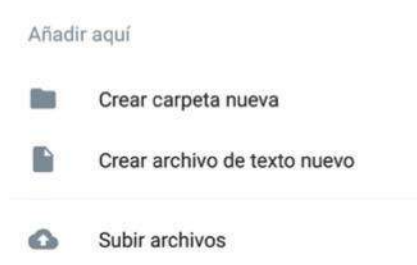 Añadir aquí
Crear carpeta nueva
Crear archivo de texto nuevo
Subir archivos